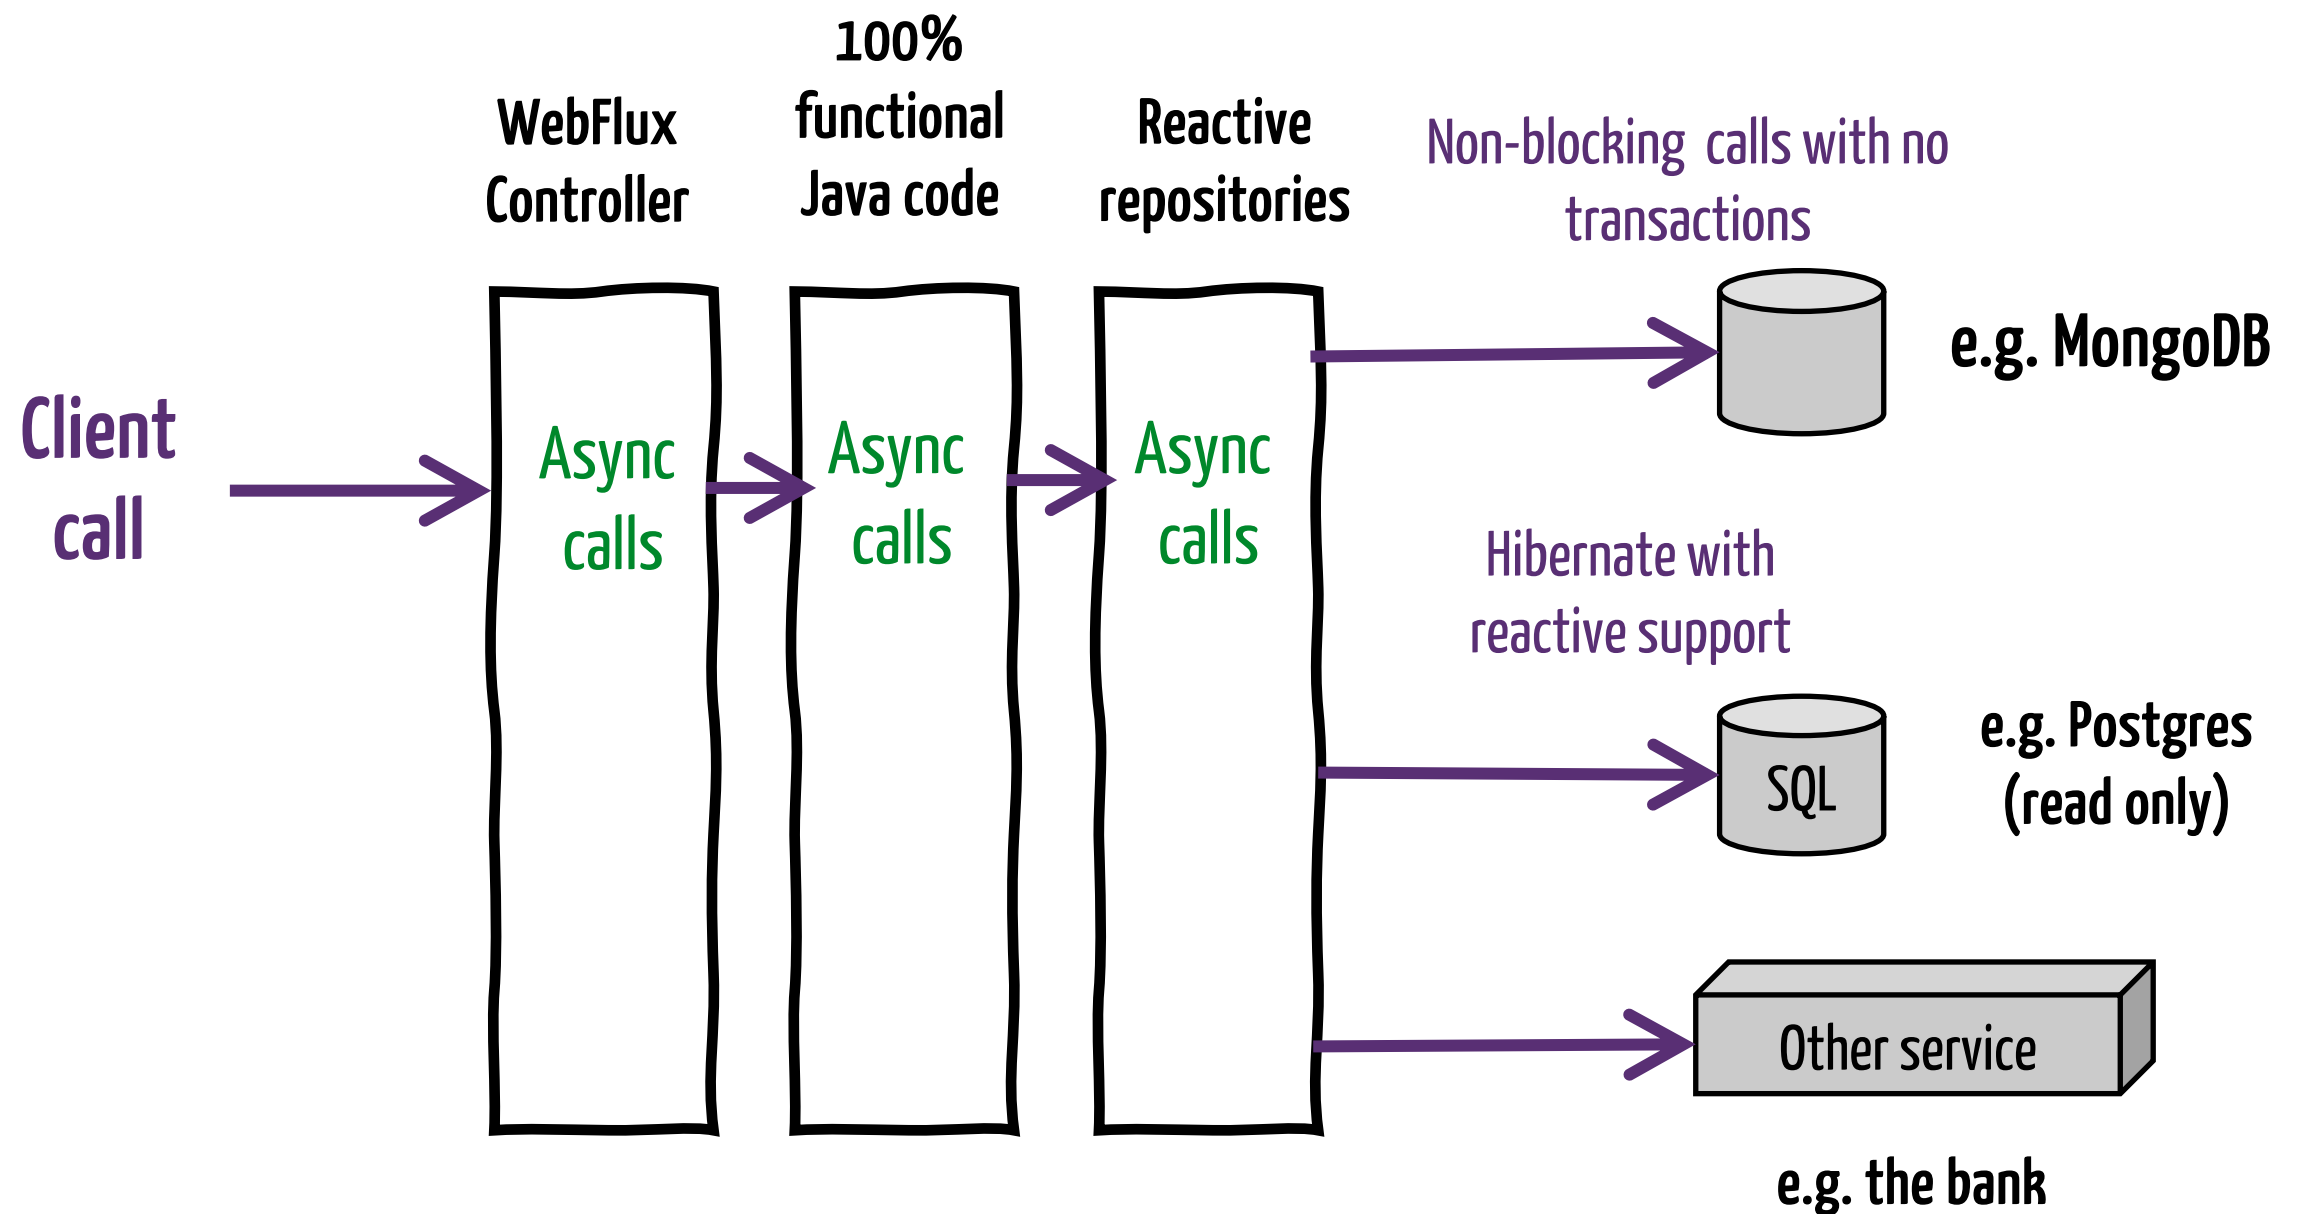 Client
call
WebFlux
Controller
100%
functional
Java code
Reactive
repositories
Async
calls
Async
calls
Async
calls
Non-blocking calls with no
transactions
e.g. MongoDB
Hibernate with
reactive support
SQL
e.g. Postgres
(read only)
Other service
e.g. the bank